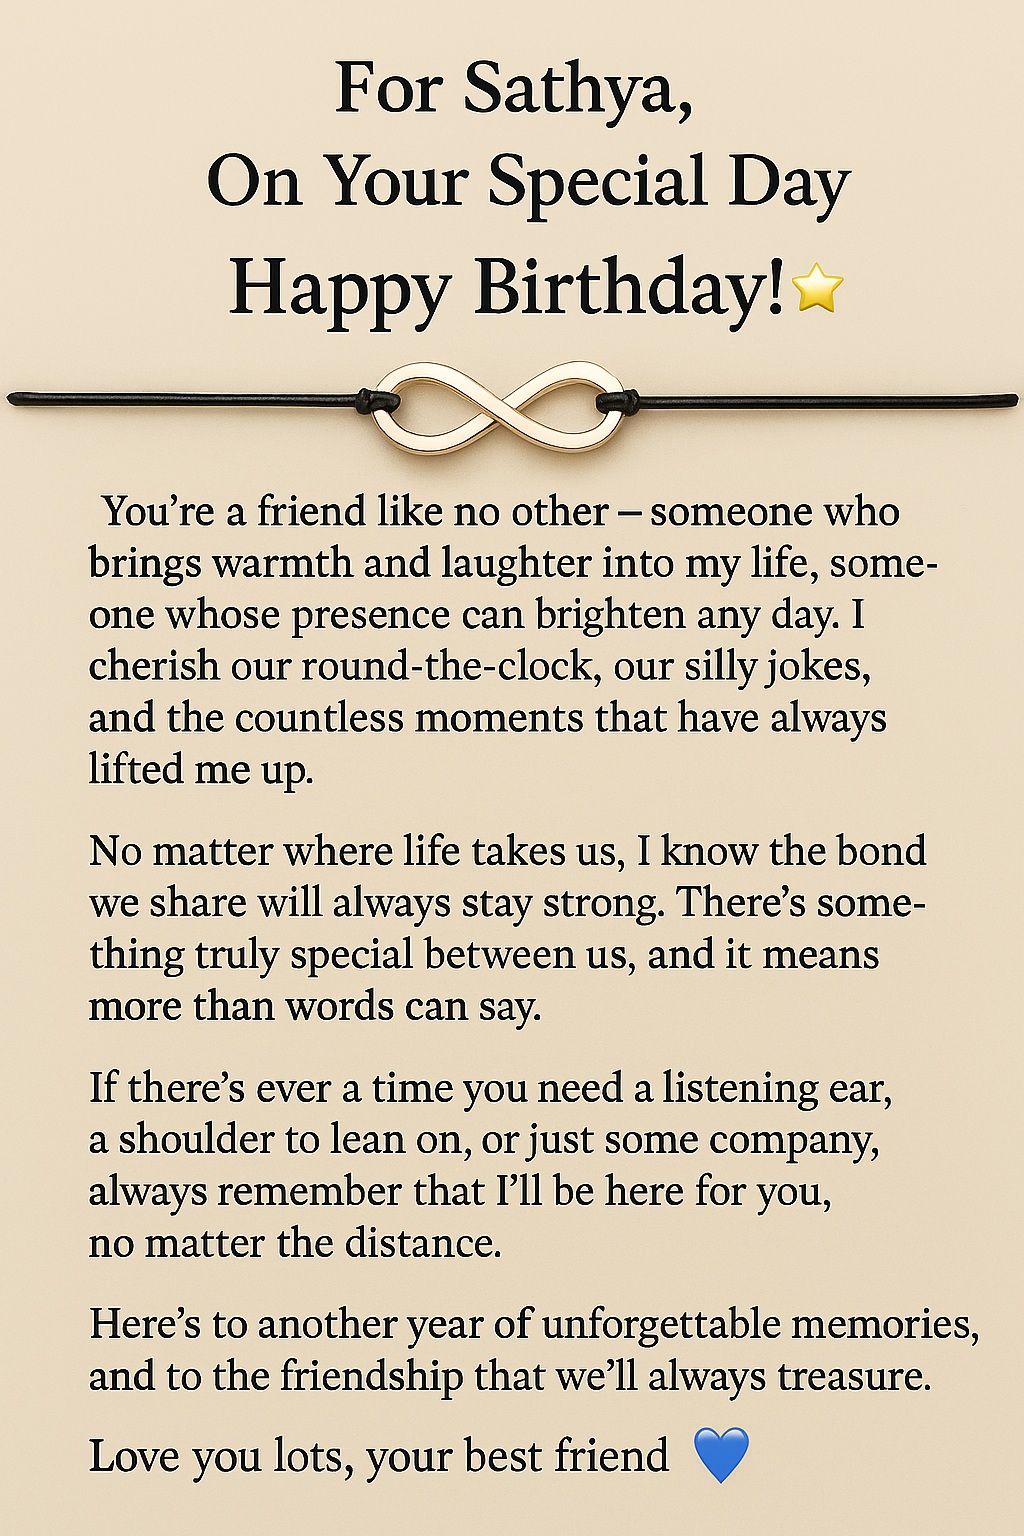 For Sathya,
On Your Special Day
Happy Birthday!⭐
You’re a friend like no other – someone who
brings warmth and laughter into my life, some-
one whose presence can brighten any day. I
cherish our round-the-clock, our silly jokes,
and the countless moments that have always
lifted me up.
No matter where life takes us, I know the bond
we share will always stay strong. There’s some-
thing truly special between us, and it means
more than words can say.
If there’s ever a time you need a listening ear,
a shoulder to lean on, or just some company,
always remember that I’ll be here for you,
no matter the distance.
Here’s to another year of unforgettable memories,
and to the friendship that we’ll always treasure.
Love you lots, your best friend 💙